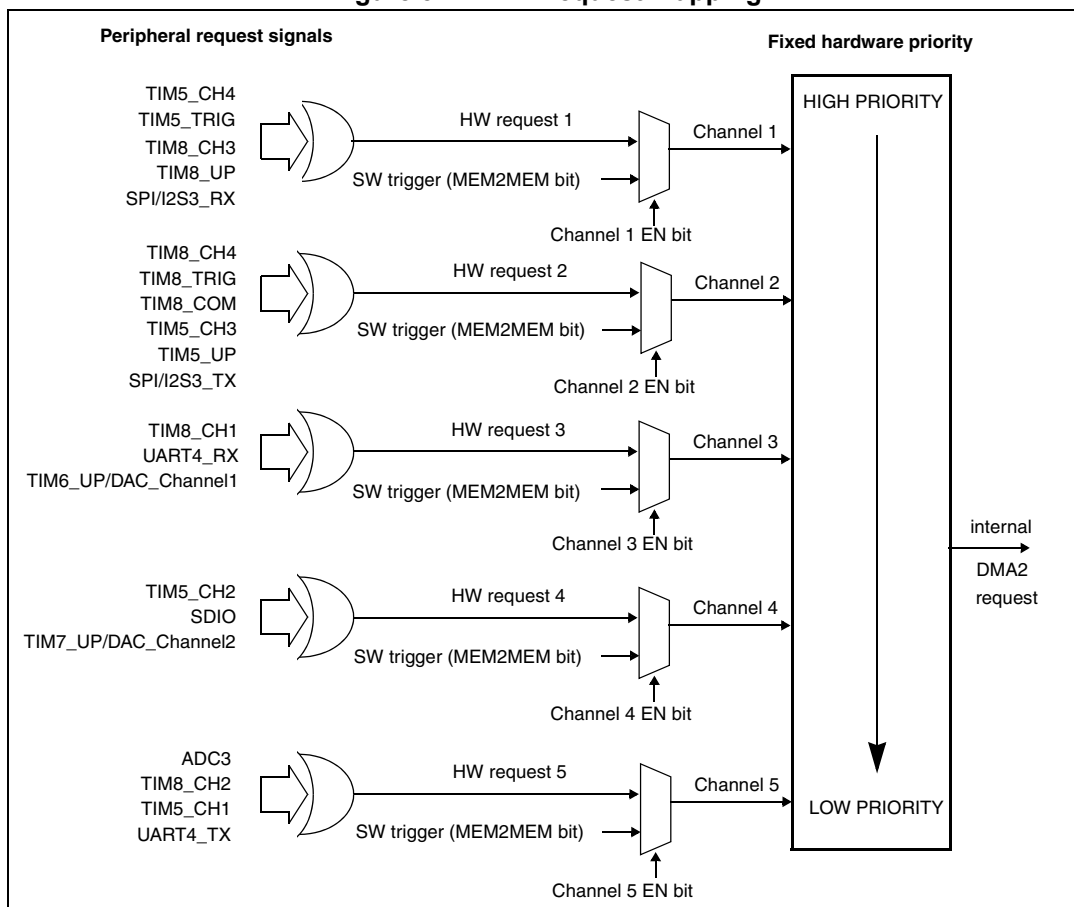 Peripheral request signals
Fixed hardware priority
TIM5_CH4
TIM5_TRIG
TIM8_CH3
TIM8_UP
SPI/I2S3_RX
HW request 1
SW trigger (MEM2MEM bit)
Channel 1
Channel 1 EN bit
HIGH PRIORITY
TIM8_CH4
TIM8_TRIG
TIM8_COM
TIM5_CH3
TIM5_UP
SPI/I2S3_TX
HW request 2
SW trigger (MEM2MEM bit)
Channel 2
Channel 2 EN bit
TIM8_CH1
UART4_RX
TIM6_UP/DAC_Channel1
HW request 3
SW trigger (MEM2MEM bit)
Channel 3
Channel 3 EN bit
internal
DMA2
request
TIM5_CH2
SDIO
TIM7_UP/DAC_Channel2
HW request 4
SW trigger (MEM2MEM bit)
Channel 4
Channel 4 EN bit
ADC3
TIM8_CH2
TIM5_CH1
UART4_TX
HW request 5
SW trigger (MEM2MEM bit)
Channel 5
Channel 5 EN bit
LOW PRIORITY